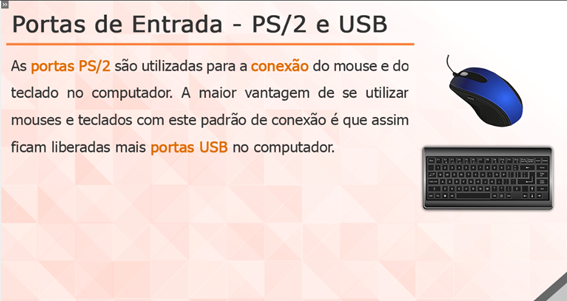 Portas de Entrada - PS/2 e USB
As portas PS/2 são utilizadas para a conexão do mouse e do
teclado no computador. A maior vantagem de se utilizar
mouses e teclados com este padrão de conexão é que assim
ficam liberadas mais portas USB no computador.